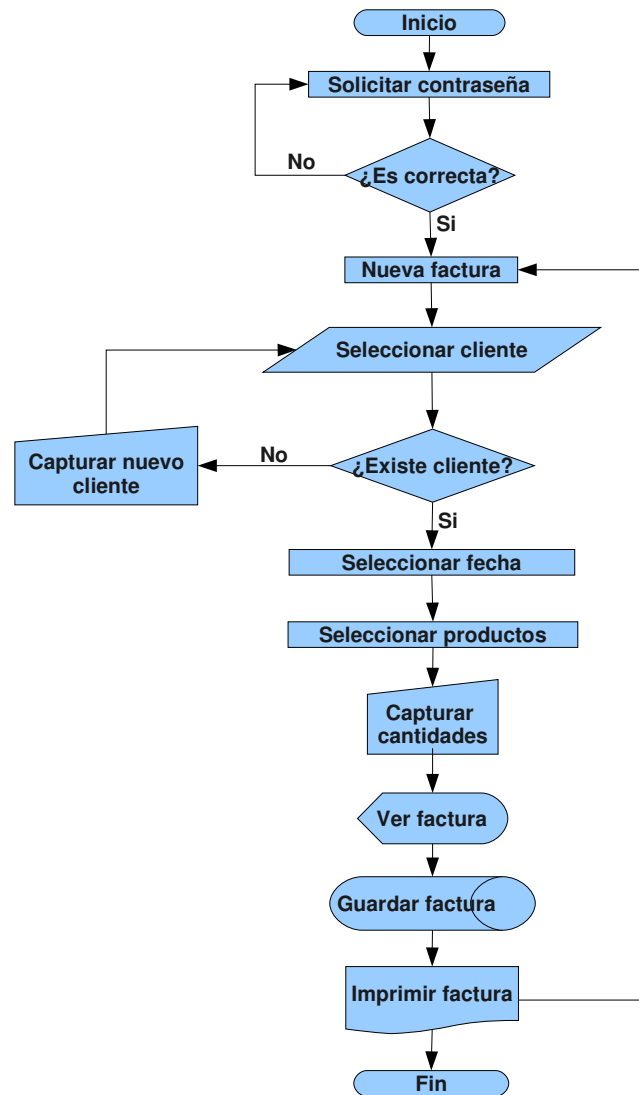 Inicio
Solicitar contraseña
No
¿Es correcta?
Si
Nueva factura
Seleccionar cliente
Capturar nuevo
cliente
No
¿Existe cliente?
Si
Seleccionar fecha
Seleccionar productos
Capturar
cantidades
Ver factura
Guardar factura
Imprimir factura
Fin